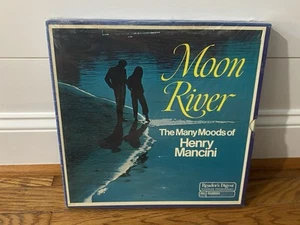 Moon
River
The Many Moods of
Henry
Mancini
Reader's Digest